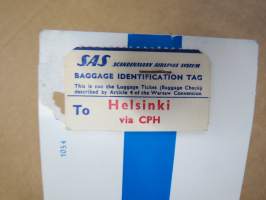 SAS SCANDINAVIAN AIRLINES SYSTEM
BAGGAGE IDENTIFICATION TAG
This is not the Luggage Ticket (Baggage Check)
described by Article 4 of the Warsaw Convention
To Helsinki
via CPH
1054